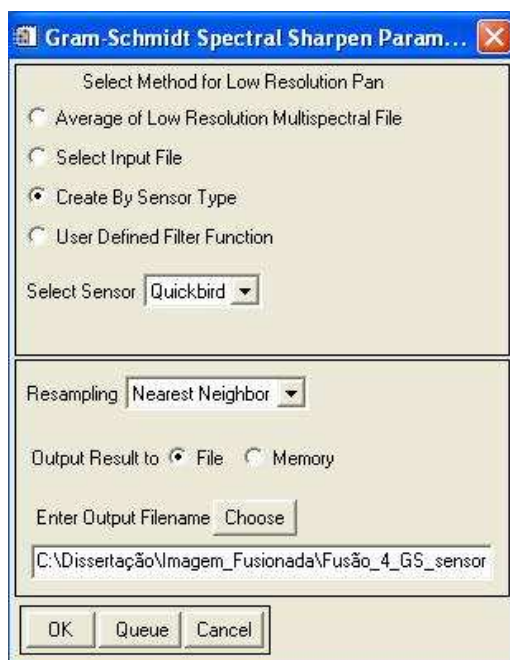 Gram-Schmidt Spectral Sharpen Param...
Select Method for Low Resolution Pan
Average of Low Resolution Multispectral File
Select Input File
Create By Sensor Type
User Defined Filter Function
Select Sensor Quickbird
Resampling Nearest Neighbor
Output Result to File Memory
Enter Output Filename Choose
C:\Dissertação\Imagem_Fusionada\Fusão_4_GS_sensor
OK Queue Cancel